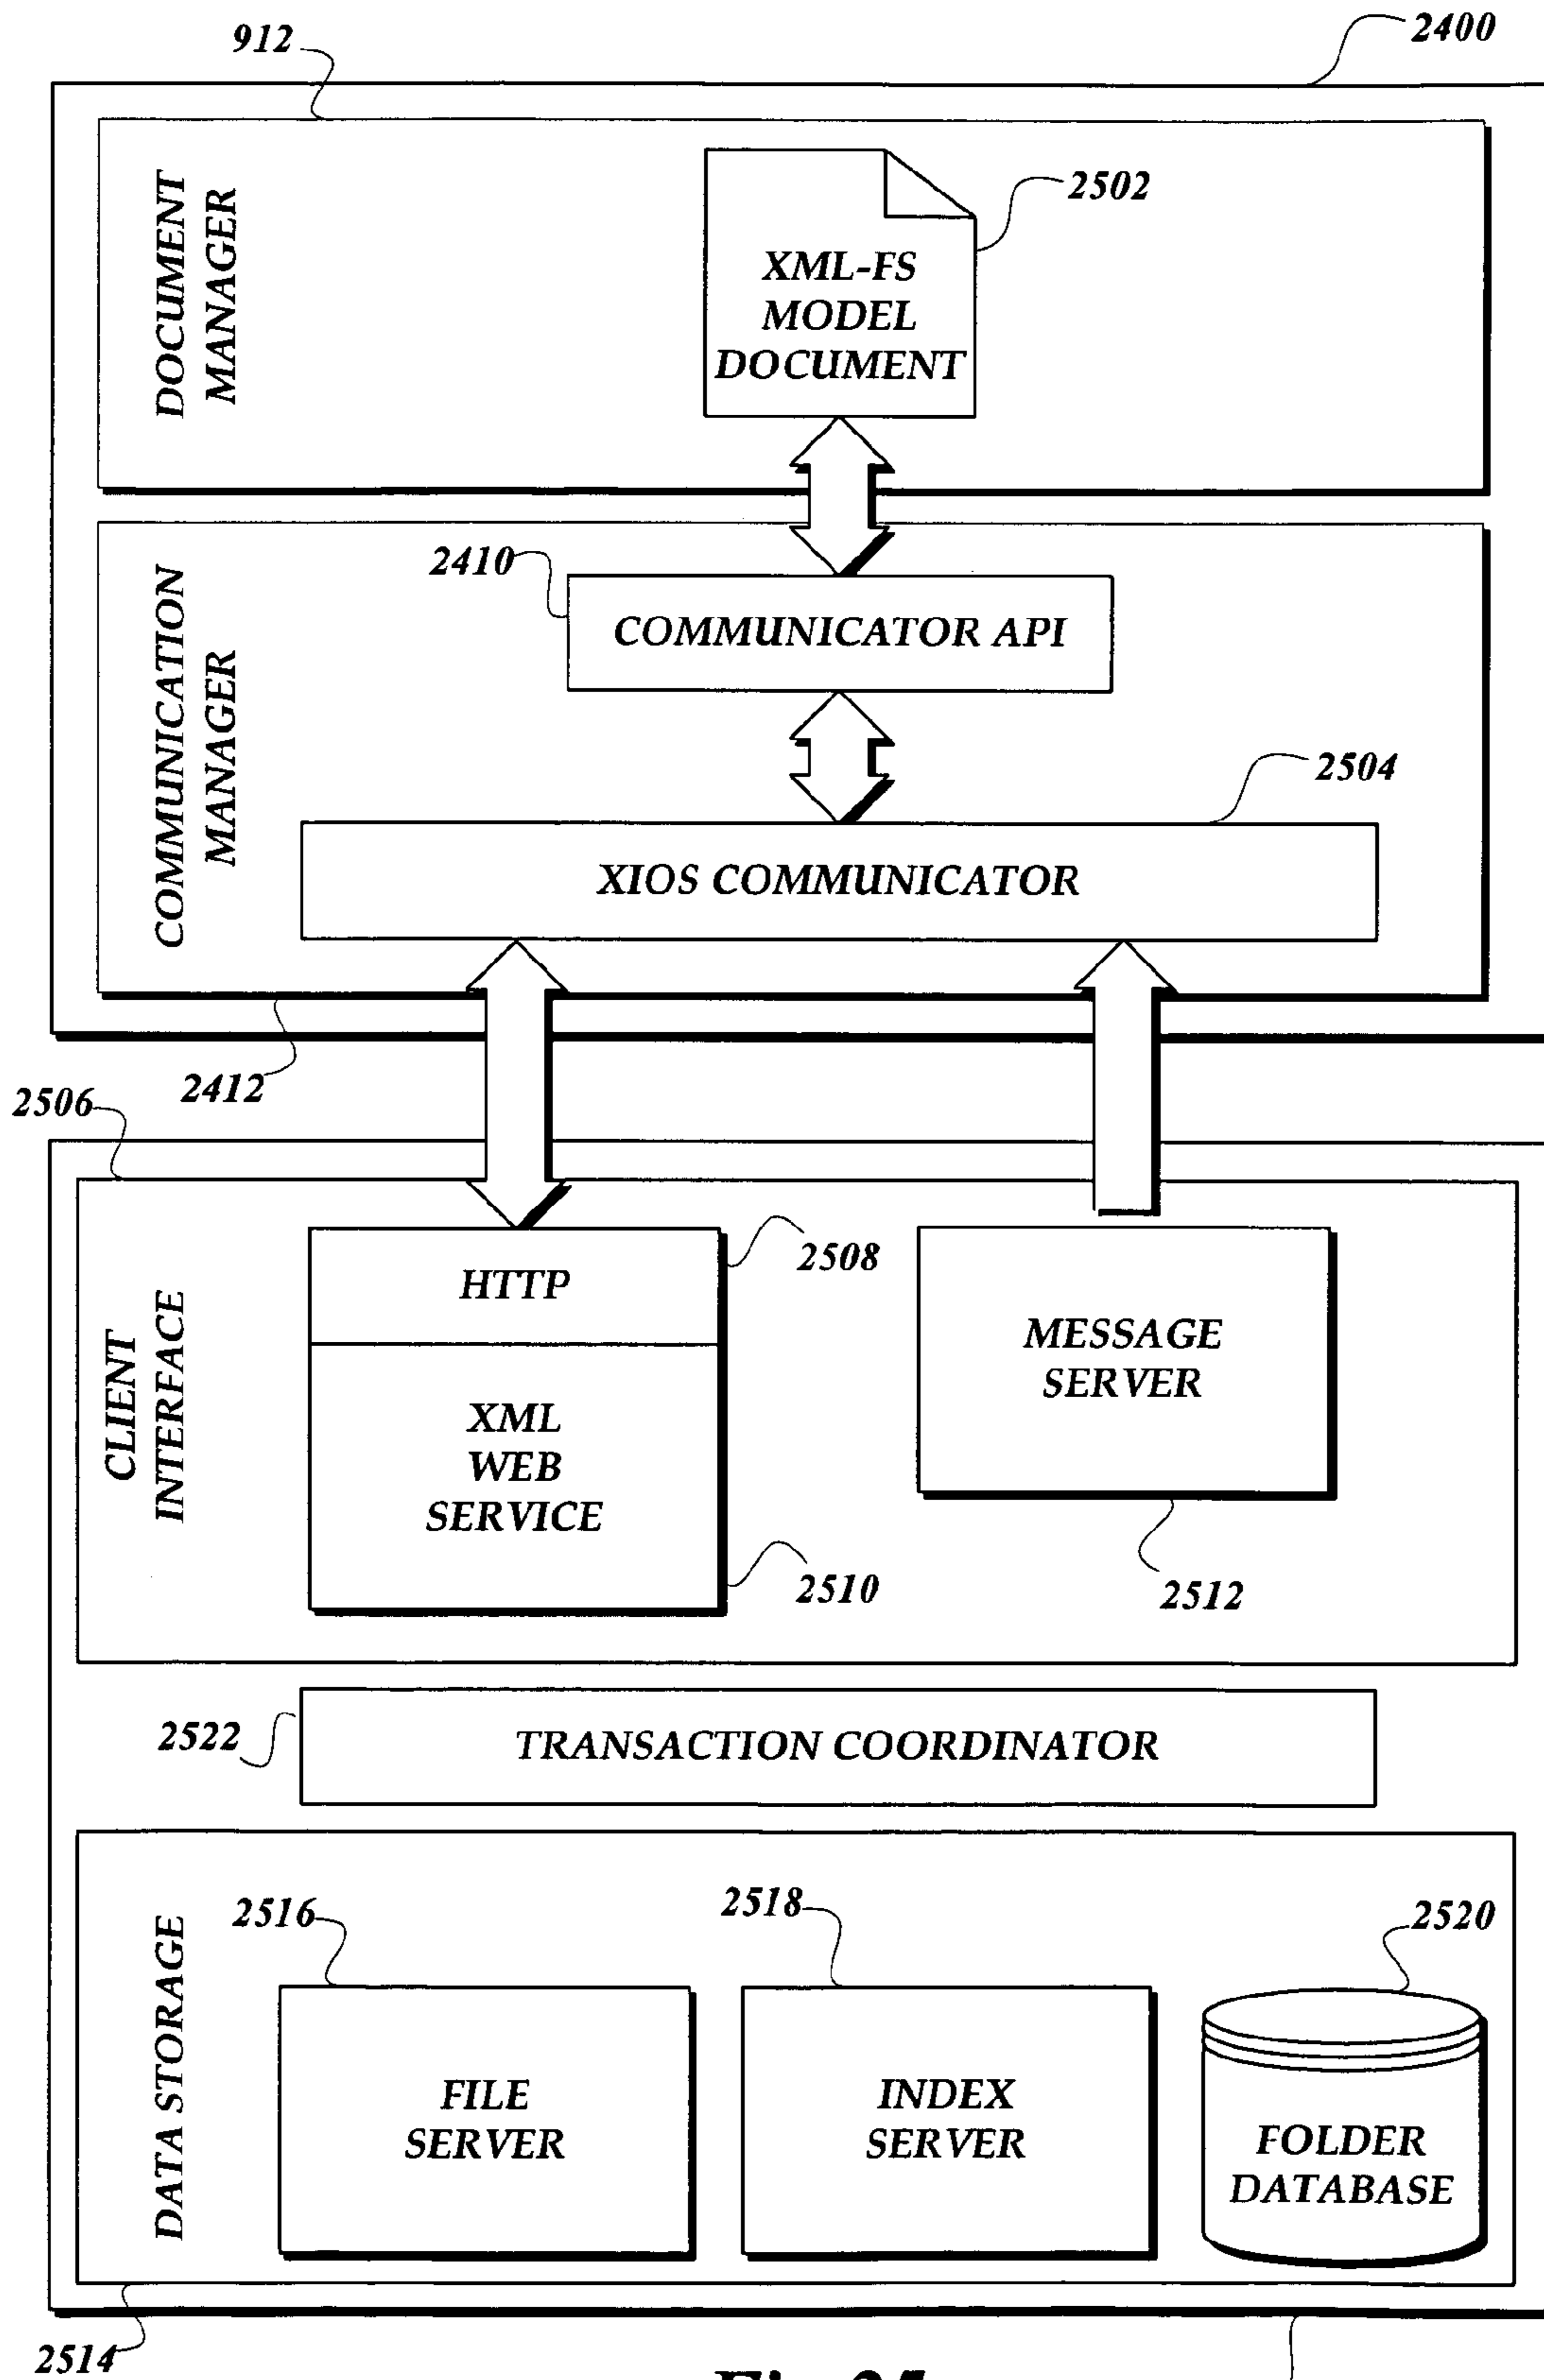 912
2400
DOCUMENT
MANAGER
2502
XML-FS
MODEL
DOCUMENT
COMMUNICATION
MANAGER
2410
COMMUNICATOR API
2504
XIOS COMMUNICATOR
2412
2506
CLIENT
INTERFACE
HTTP
2508
XML
WEB
SERVICE
2510
MESSAGE
SERVER
2512
2522
TRANSACTION COORDINATOR
DATA STORAGE
2516
2518
2520
FILE
SERVER
INDEX
SERVER
FOLDER
DATABASE
2514